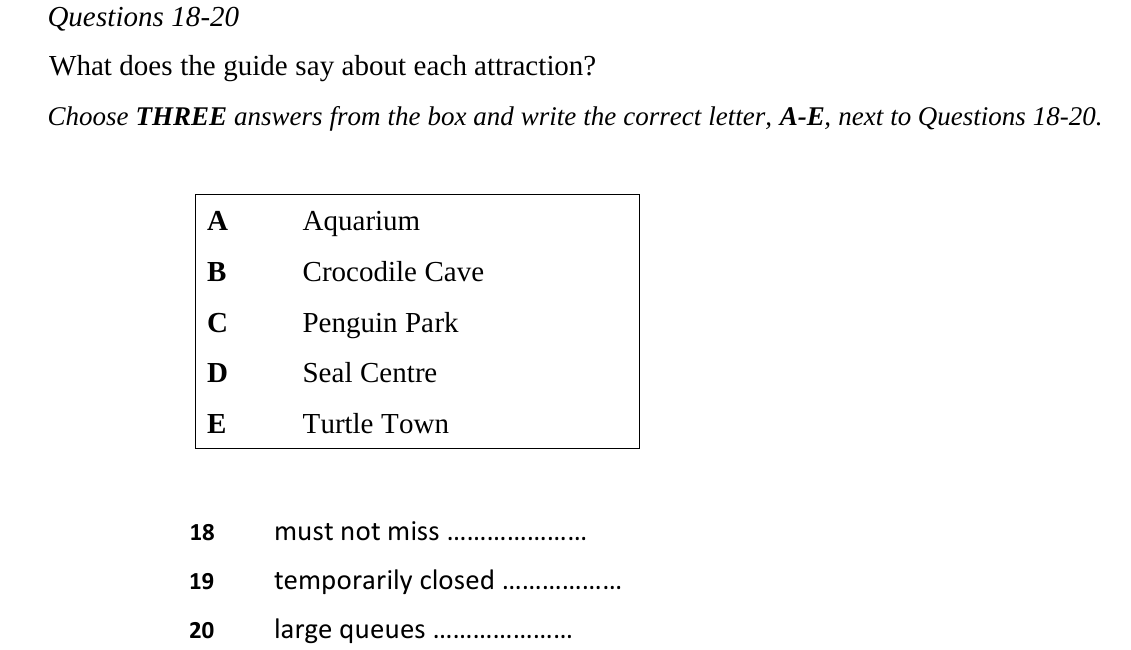 Questions 18-20
What does the guide say about each attraction?
Choose THREE answers from the box and write the correct letter, A-E, next to Questions 18-20.
A Aquarium
B Crocodile Cave
C Penguin Park
D Seal Centre
E Turtle Town
18 must not miss .....................
19 temporarily closed ..................
20 large queues .....................